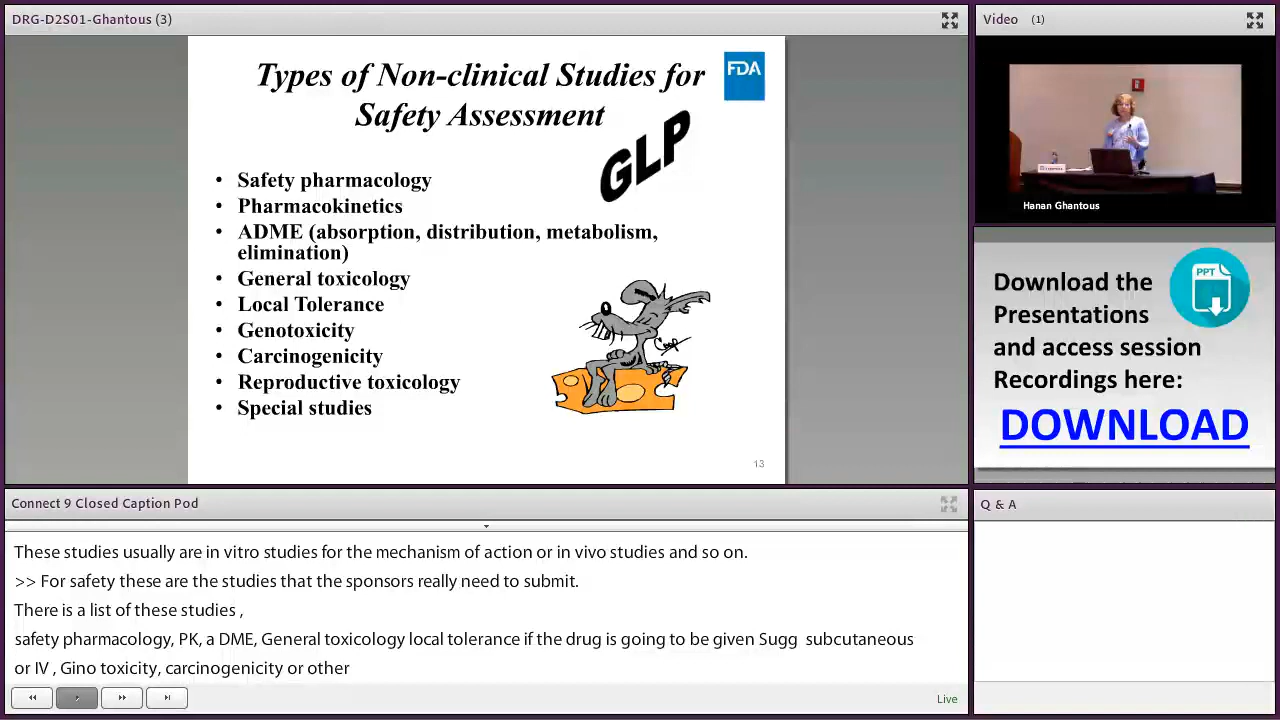 DRG-D2S01-Ghantous (3)
Types of Non-clinical Studies for
Safety Assessment
FDA
GLP
• Safety pharmacology
• Pharmacokinetics
• ADME (absorption, distribution, metabolism,
elimination)
• General toxicology
• Local Tolerance
• Genotoxicity
• Carcinogenicity
• Reproductive toxicology
• Special studies
13
Video (1)
Hanan Ghantous
Download the
Presentations
and access session
Recordings here:
PPT
DOWNLOAD
Connect 9 Closed Caption Pod
These studies usually are in vitro studies for the mechanism of action or in vivo studies and so on.
>> For safety these are the studies that the sponsors really need to submit.
There is a list of these studies ,
safety pharmacology, PK, a DME, General toxicology local tolerance if the drug is going to be given Sugg subcutaneous
or IV , Gino toxicity, carcinogenicity or other
Live
Q & A